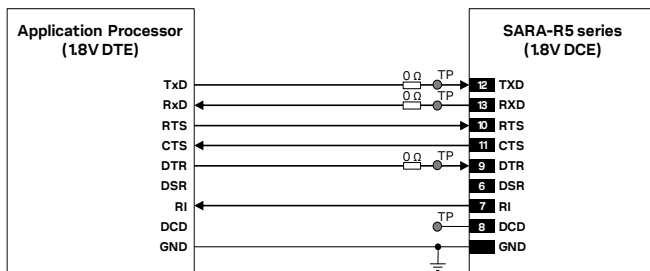 Application Processor
(1.8V DTE)
SARA-R5 series
(1.8V DCE)
TxD 0 Ω TP 12 TXD
RxD 0 Ω TP 13 RXD
RTS 10 RTS
CTS 11 CTS
DTR 0 Ω TP 9 DTR
DSR 6 DSR
RI 7 RI
DCD TP 8 DCD
GND GND